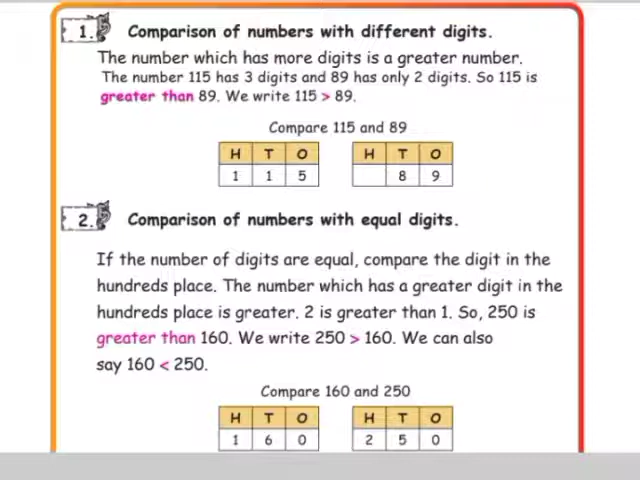 1. Comparison of numbers with different digits.
The number which has more digits is a greater number.
The number 115 has 3 digits and 89 has only 2 digits. So 115 is
greater than 89. We write 115 > 89.
Compare 115 and 89
H T O H T O
1 1 5 8 9
2. Comparison of numbers with equal digits.
If the number of digits are equal, compare the digit in the
hundreds place. The number which has a greater digit in the
hundreds place is greater. 2 is greater than 1. So, 250 is
greater than 160. We write 250 > 160. We can also
say 160 < 250.
Compare 160 and 250
H T O H T O
1 6 0 2 5 0